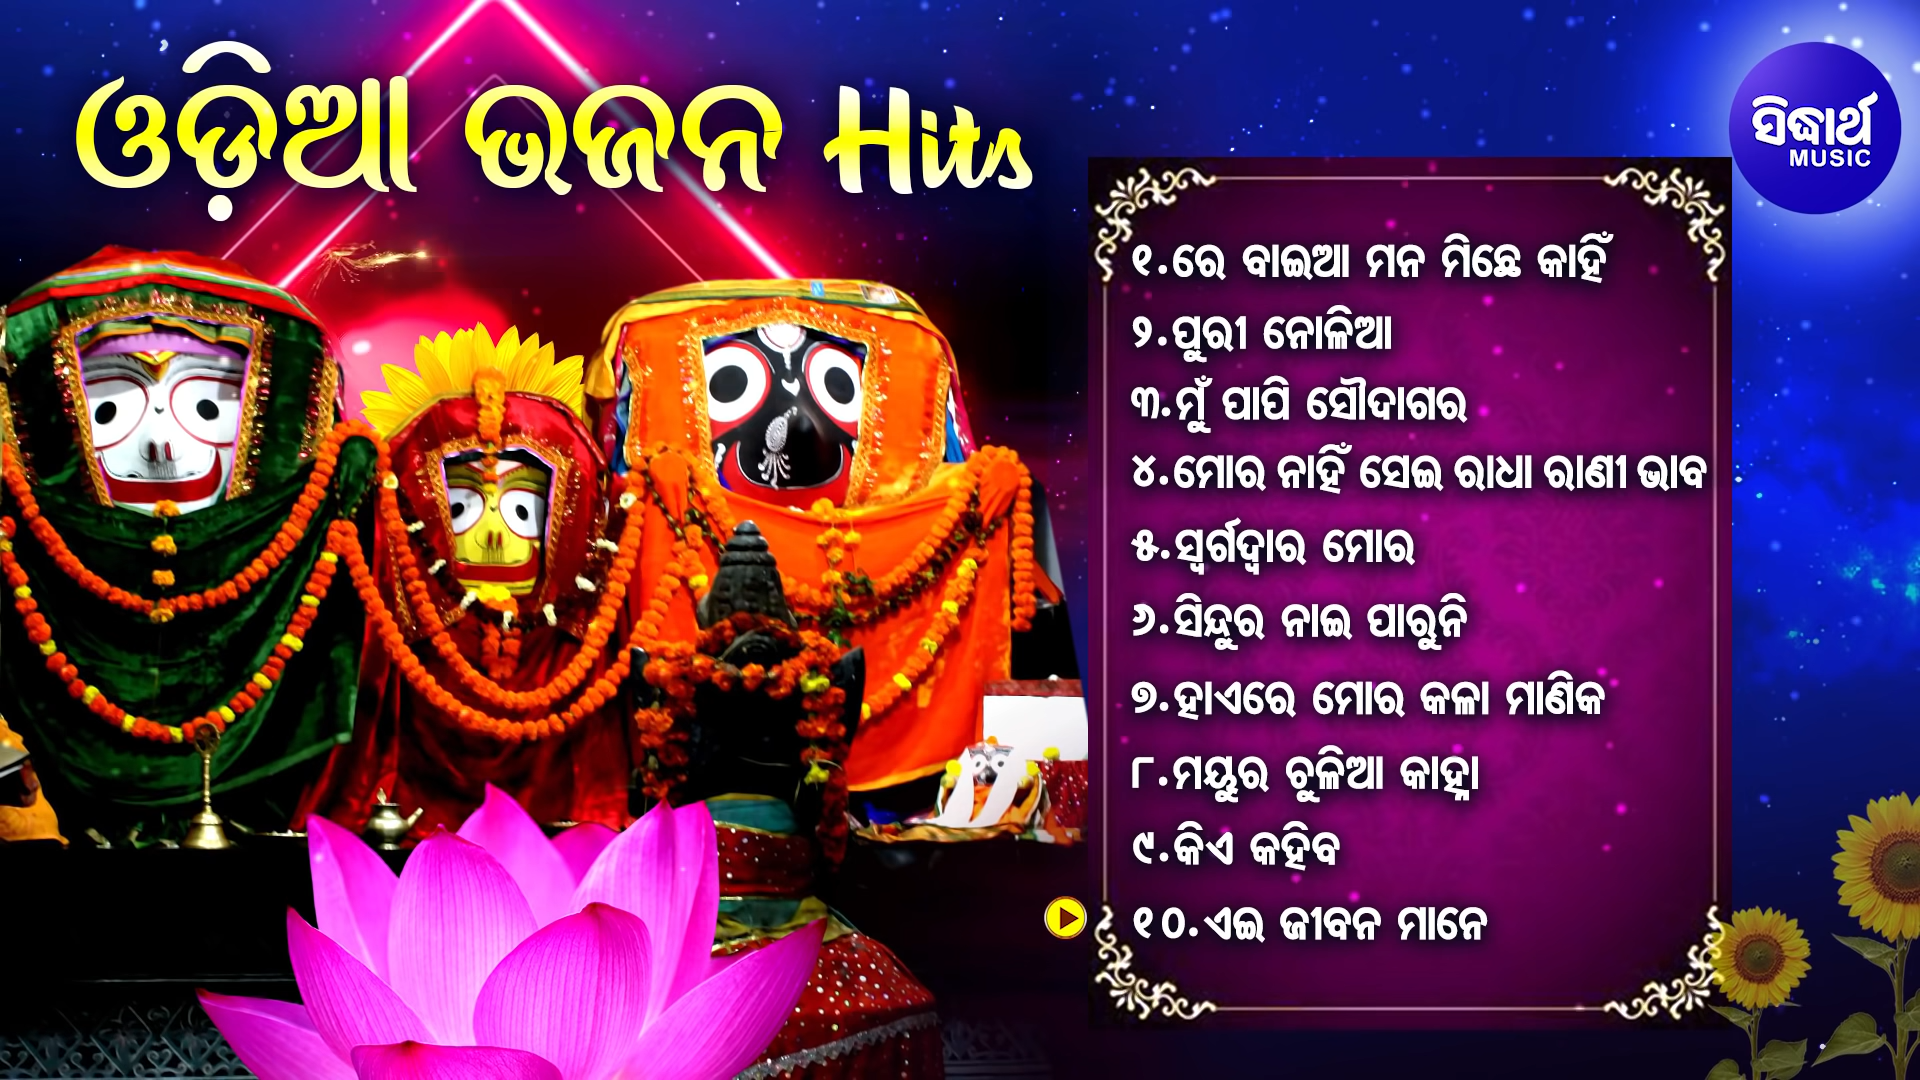 ଓଡ଼ିଆ ଭଜନ Hits
ସିଦ୍ଧାର୍ଥ
MUSIC
୧.ରେ ବାଇଆ ମନ ମିଛେ କାହିଁ
୨.ପୁରୀ ନୋଳିଆ
୩.ମୁଁ ପାପି ସୌଦାଗର
୪.ମୋର ନାହିଁ ସେଇ ରାଧା ରାଣୀ ଭାବ
୫.ସ୍ୱର୍ଗଦ୍ୱାର ମୋର
୬.ସିନ୍ଦୁର ନାଇ ପାରୁନି
୭.ହାଏରେ ମୋର କଳା ମାଣିକ
୮.ମୟୁର ଚୁଳିଆ କାହ୍ନା
୯.କିଏ କହିବ
୧୦.ଏଇ ଜୀବନ ମାନେ